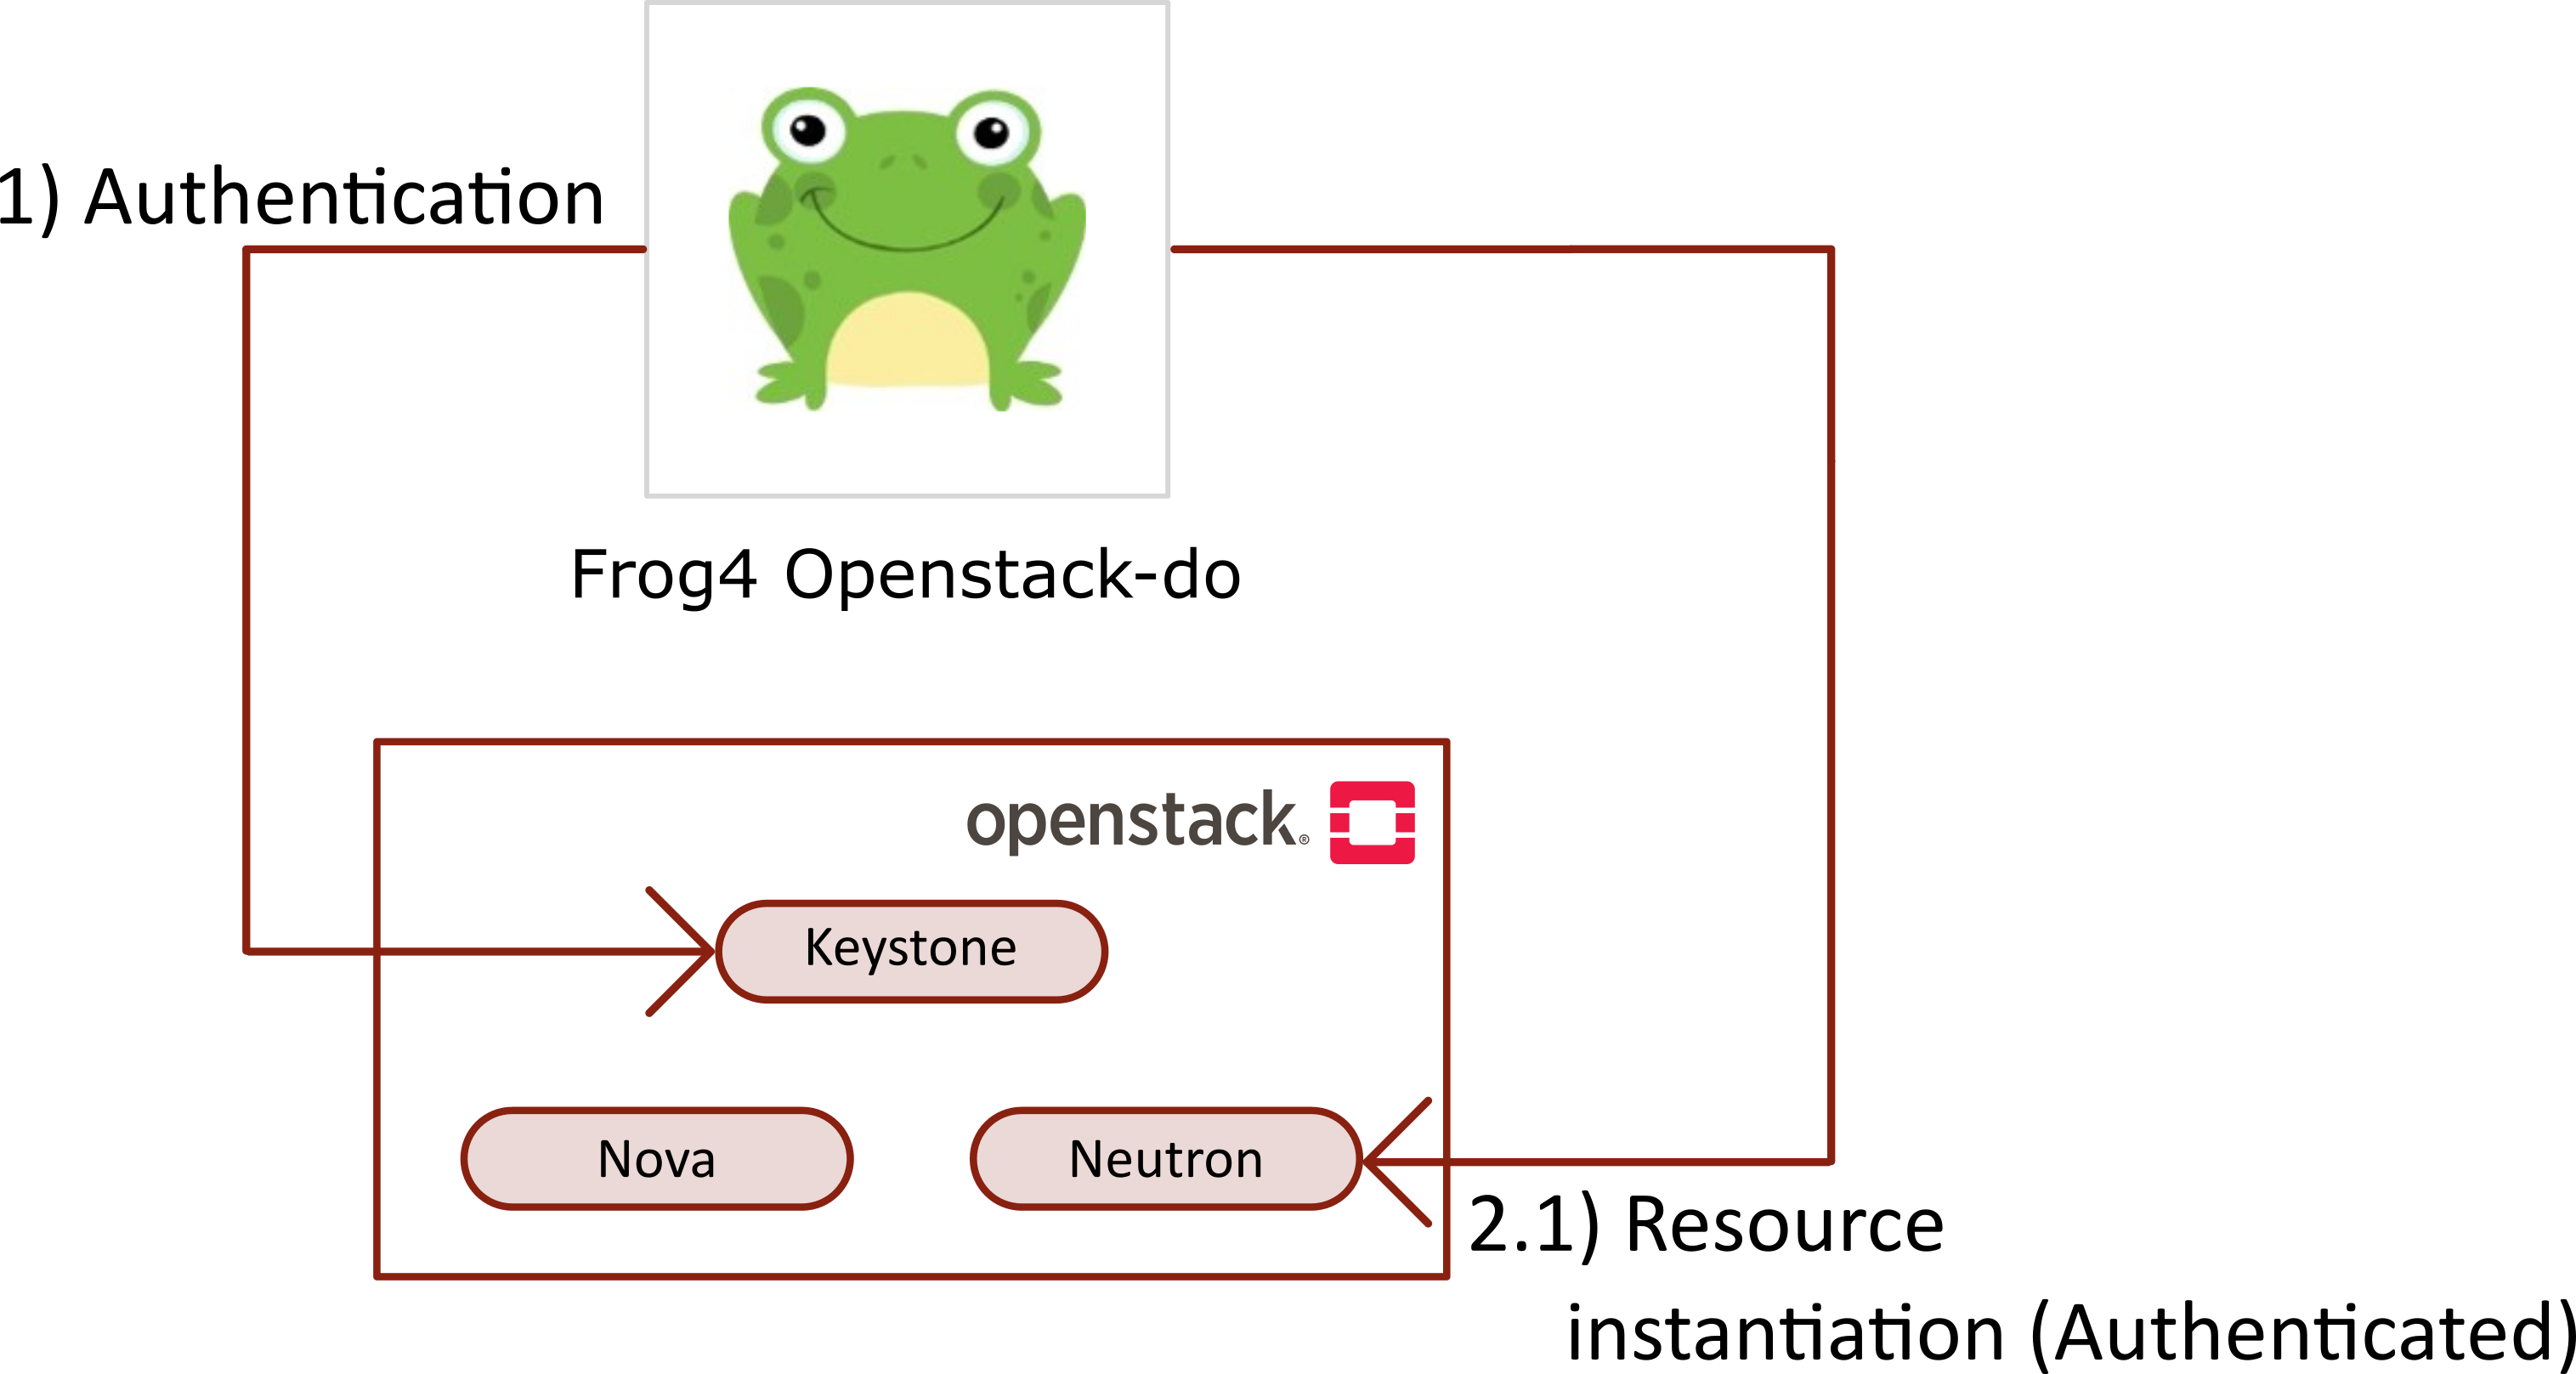 1) Authentication
Frog4 Openstack-do
openstack®
Keystone
Nova
Neutron
2.1) Resource
instantiation (Authenticated)